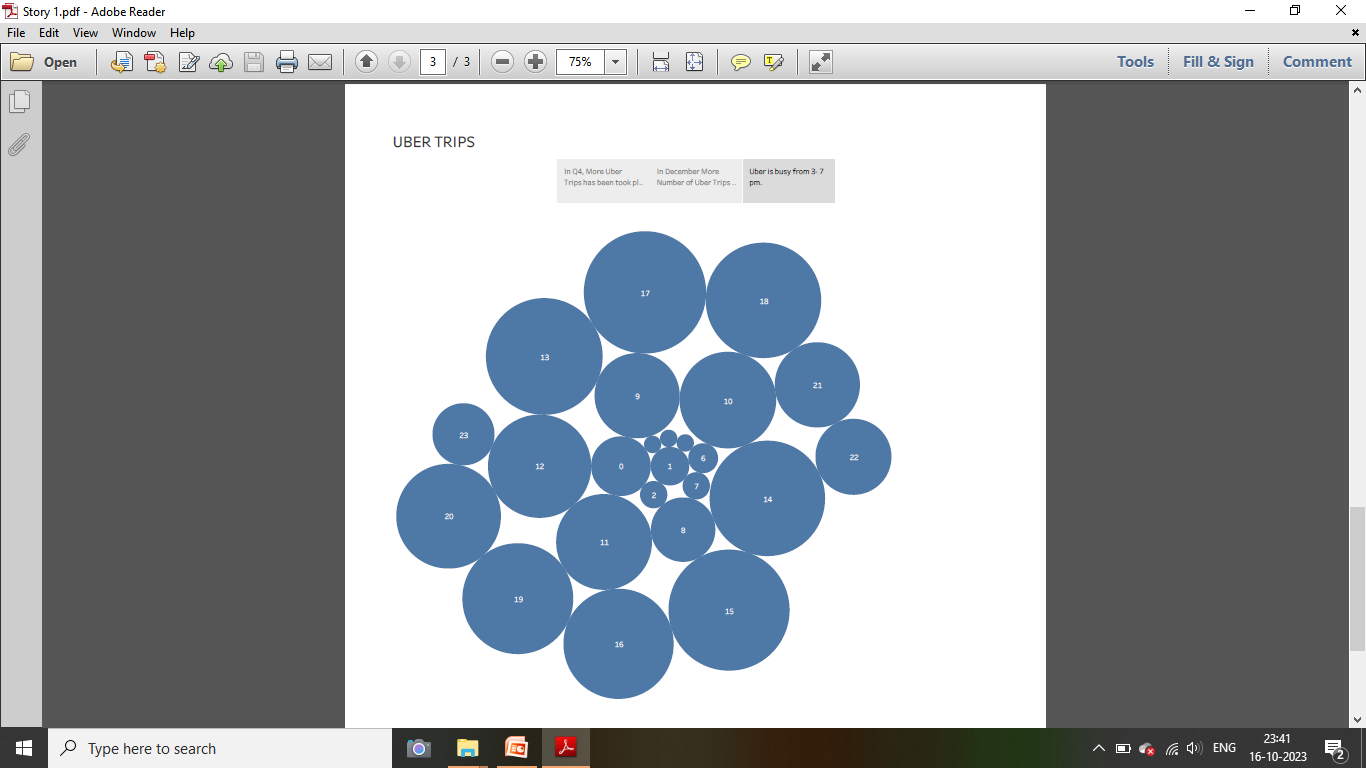 Story 1.pdf - Adobe Reader
File Edit View Window Help
Open 3 / 3 75% Tools Fill & Sign Comment
UBER TRIPS
In Q4, More Uber
Trips has been took pl...
In December More
Number of Uber Trips ...
Uber is busy from 3- 7
pm.
17
18
13
21
9
10
23
22
12
0
1
6
7
2
14
20
8
11
19
15
16
Type here to search
ENG
23:41
16-10-2023
2